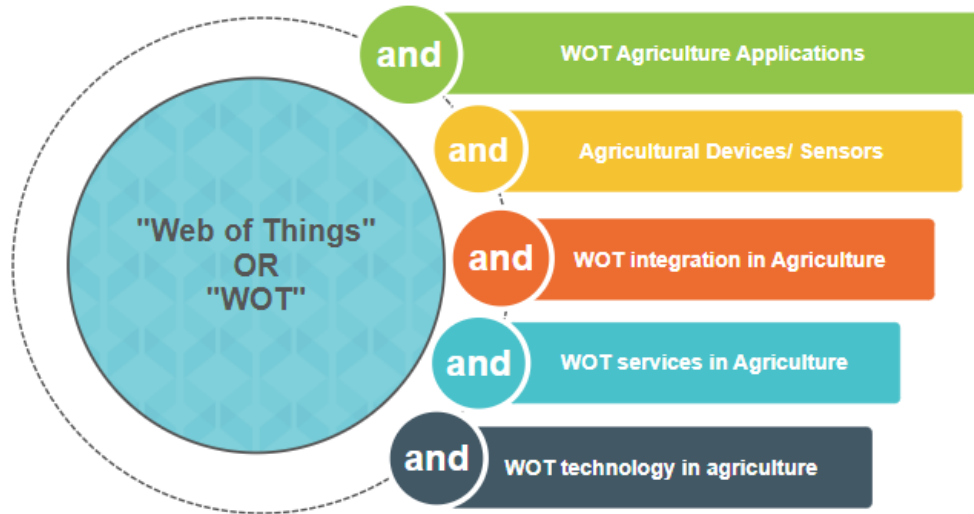 "Web of Things"
OR
"WOT"
and
WOT Agriculture Applications
and
Agricultural Devices/ Sensors
and
WOT integration in Agriculture
and
WOT services in Agriculture
and
WOT technology in agriculture